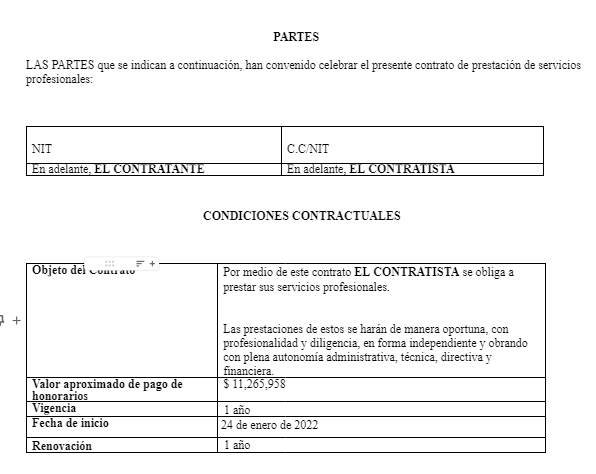 PARTES
LAS PARTES que se indican a continuación, han convenido celebrar el presente contrato de prestación de servicios
profesionales:
NIT
C.C/NIT
En adelante, EL CONTRATANTE
En adelante, EL CONTRATISTA
CONDICIONES CONTRACTUALES
Objeto del Contrato
Por medio de este contrato EL CONTRATISTA se obliga a
prestar sus servicios profesionales.
Las prestaciones de estos se harán de manera oportuna, con
profesionalidad y diligencia, en forma independiente y obrando
con plena autonomía administrativa, técnica, directiva y
financiera.
Valor aproximado de pago de
honorarios
$ 11,265,958
Vigencia
1 año
Fecha de inicio
24 de enero de 2022
Renovación
1 año